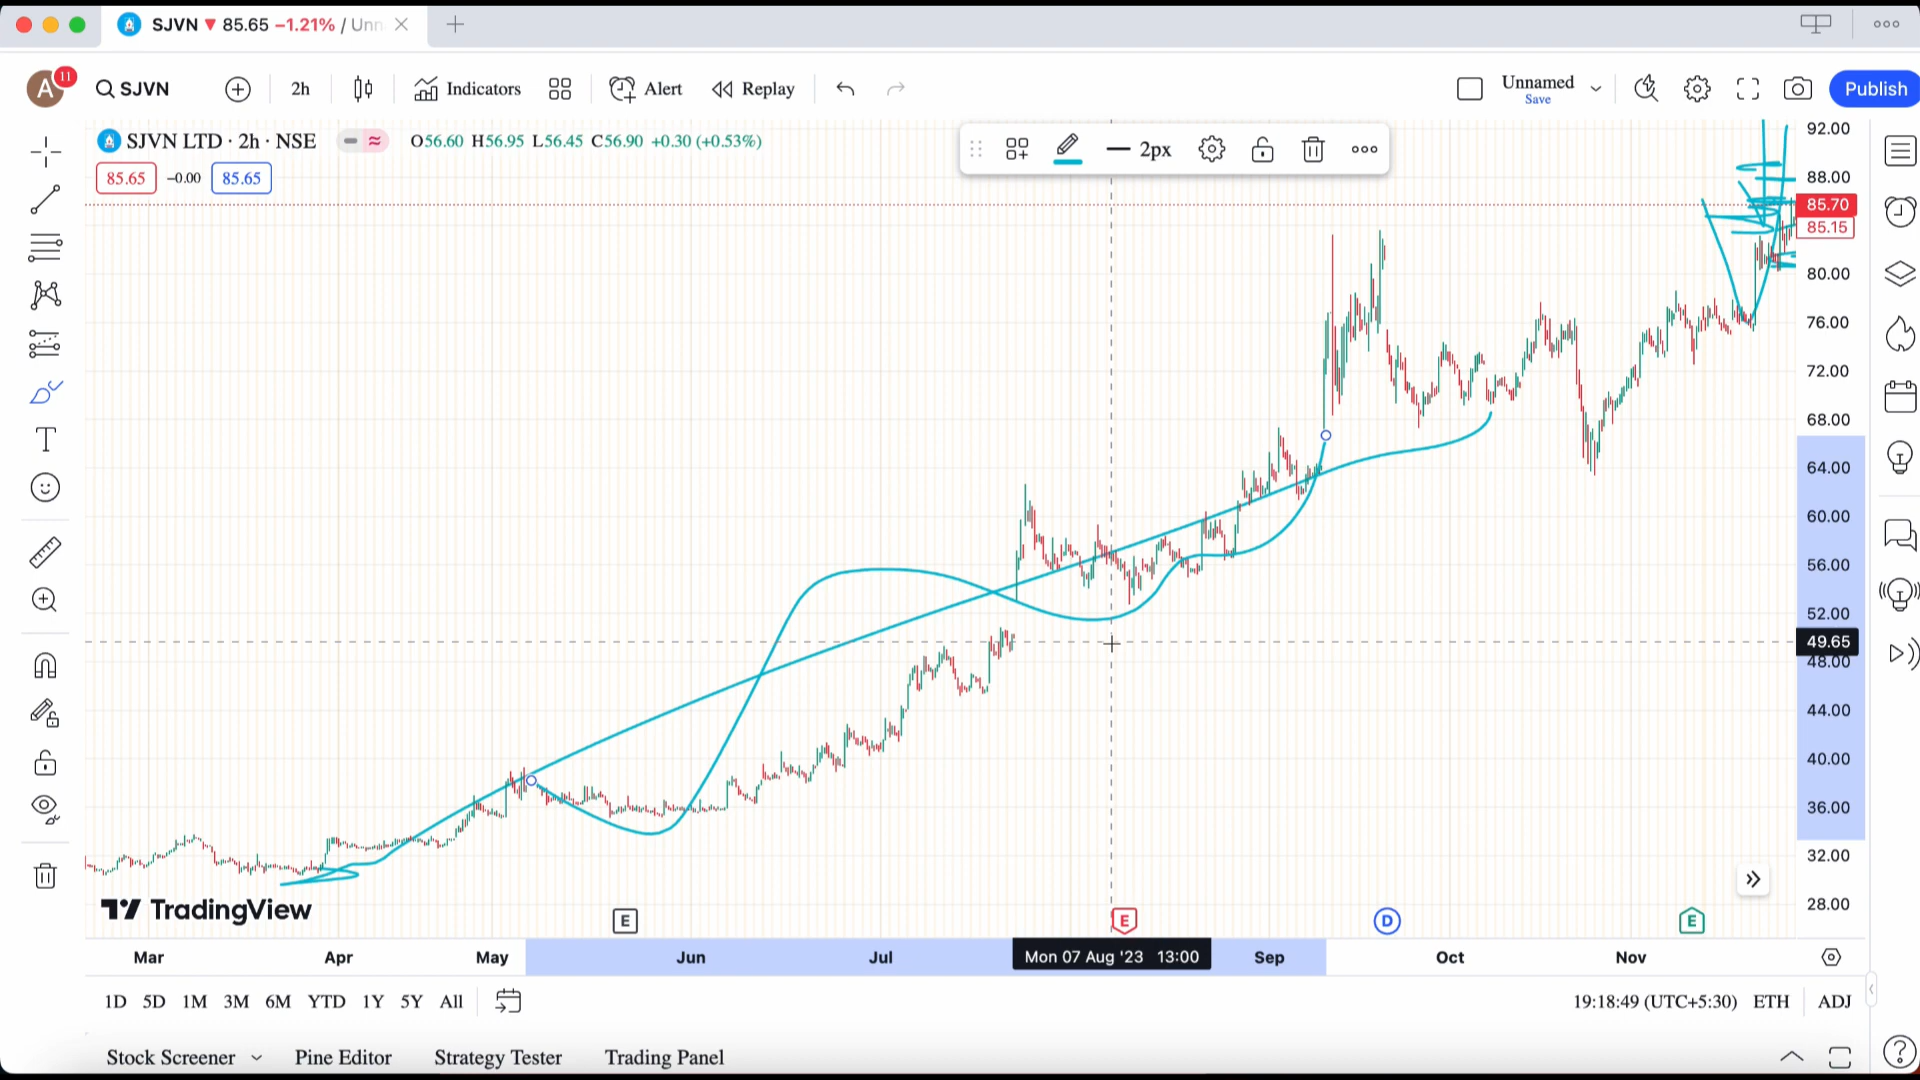 SJVN ▼ 85.65 −1.21% / Unn
A 11 SJVN 2h Indicators Alert Replay Unnamed Save Publish
SJVN LTD · 2h · NSE O56.60 H56.95 L56.45 C56.90 +0.30 (+0.53%)
85.65 −0.00 85.65
2px
92.00
88.00
85.70
85.15
80.00
76.00
72.00
68.00
64.00
60.00
56.00
52.00
49.65
48.00
44.00
40.00
36.00
32.00
28.00
TradingView
E E D E
Mar Apr May Jun Jul Mon 07 Aug '23 13:00 Sep Oct Nov
1D 5D 1M 3M 6M YTD 1Y 5Y All 19:18:49 (UTC+5:30) ETH ADJ
Stock Screener Pine Editor Strategy Tester Trading Panel